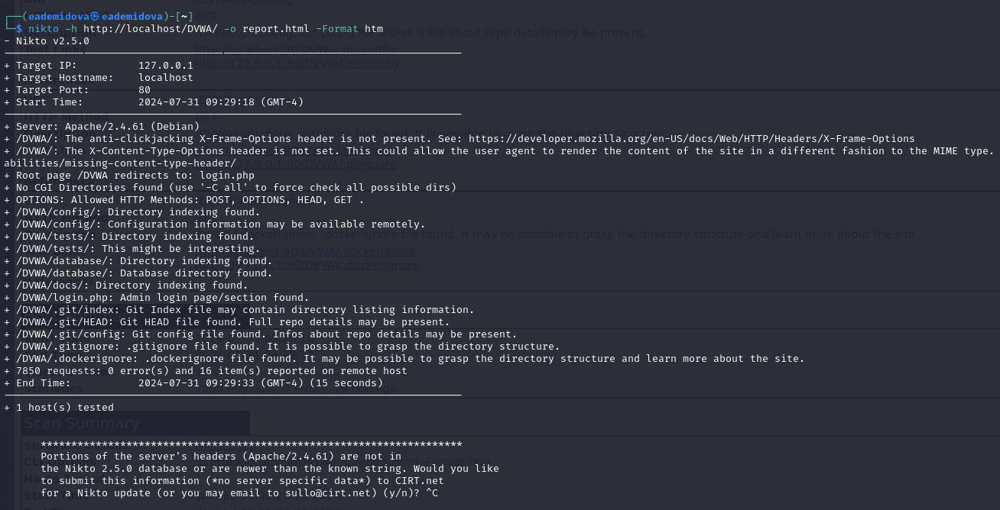 ┌──(eademidova㉿eademidova)-[~]
└─$ nikto -h http://localhost/DVWA/ -o report.html -Format htm
- Nikto v2.5.0
---------------------------------------------------------------------------
+ Target IP:          127.0.0.1
+ Target Hostname:    localhost
+ Target Port:        80
+ Start Time:         2024-07-31 09:29:18 (GMT-4)
---------------------------------------------------------------------------
+ Server: Apache/2.4.61 (Debian)
+ /DVWA/: The anti-clickjacking X-Frame-Options header is not present. See: https://developer.mozilla.org/en-US/docs/Web/HTTP/Headers/X-Frame-Options
+ /DVWA/: The X-Content-Type-Options header is not set. This could allow the user agent to render the content of the site in a different fashion to the MIME type.
abilities/missing-content-type-header/
+ Root page /DVWA redirects to: login.php
+ No CGI Directories found (use '-C all' to force check all possible dirs)
+ OPTIONS: Allowed HTTP Methods: POST, OPTIONS, HEAD, GET .
+ /DVWA/config/: Directory indexing found.
+ /DVWA/config/: Configuration information may be available remotely.
+ /DVWA/tests/: Directory indexing found.
+ /DVWA/tests/: This might be interesting.
+ /DVWA/database/: Directory indexing found.
+ /DVWA/database/: Database directory found.
+ /DVWA/docs/: Directory indexing found.
+ /DVWA/login.php: Admin login page/section found.
+ /DVWA/.git/index: Git Index file may contain directory listing information.
+ /DVWA/.git/HEAD: Git HEAD file found. Full repo details may be present.
+ /DVWA/.git/config: Git config file found. Infos about repo details may be present.
+ /DVWA/.gitignore: .gitignore file found. It is possible to grasp the directory structure.
+ /DVWA/.dockerignore: .dockerignore file found. It may be possible to grasp the directory structure and learn more about the site.
+ 7850 requests: 0 error(s) and 16 item(s) reported on remote host
+ End Time:           2024-07-31 09:29:33 (GMT-4) (15 seconds)
---------------------------------------------------------------------------
+ 1 host(s) tested
Scan Summary
*********************************************************************
Portions of the server's headers (Apache/2.4.61) are not in
the Nikto 2.5.0 database or are newer than the known string. Would you like
to submit this information (*no server specific data*) to CIRT.net
for a Nikto update (or you may email to sullo@cirt.net) (y/n)? ^C